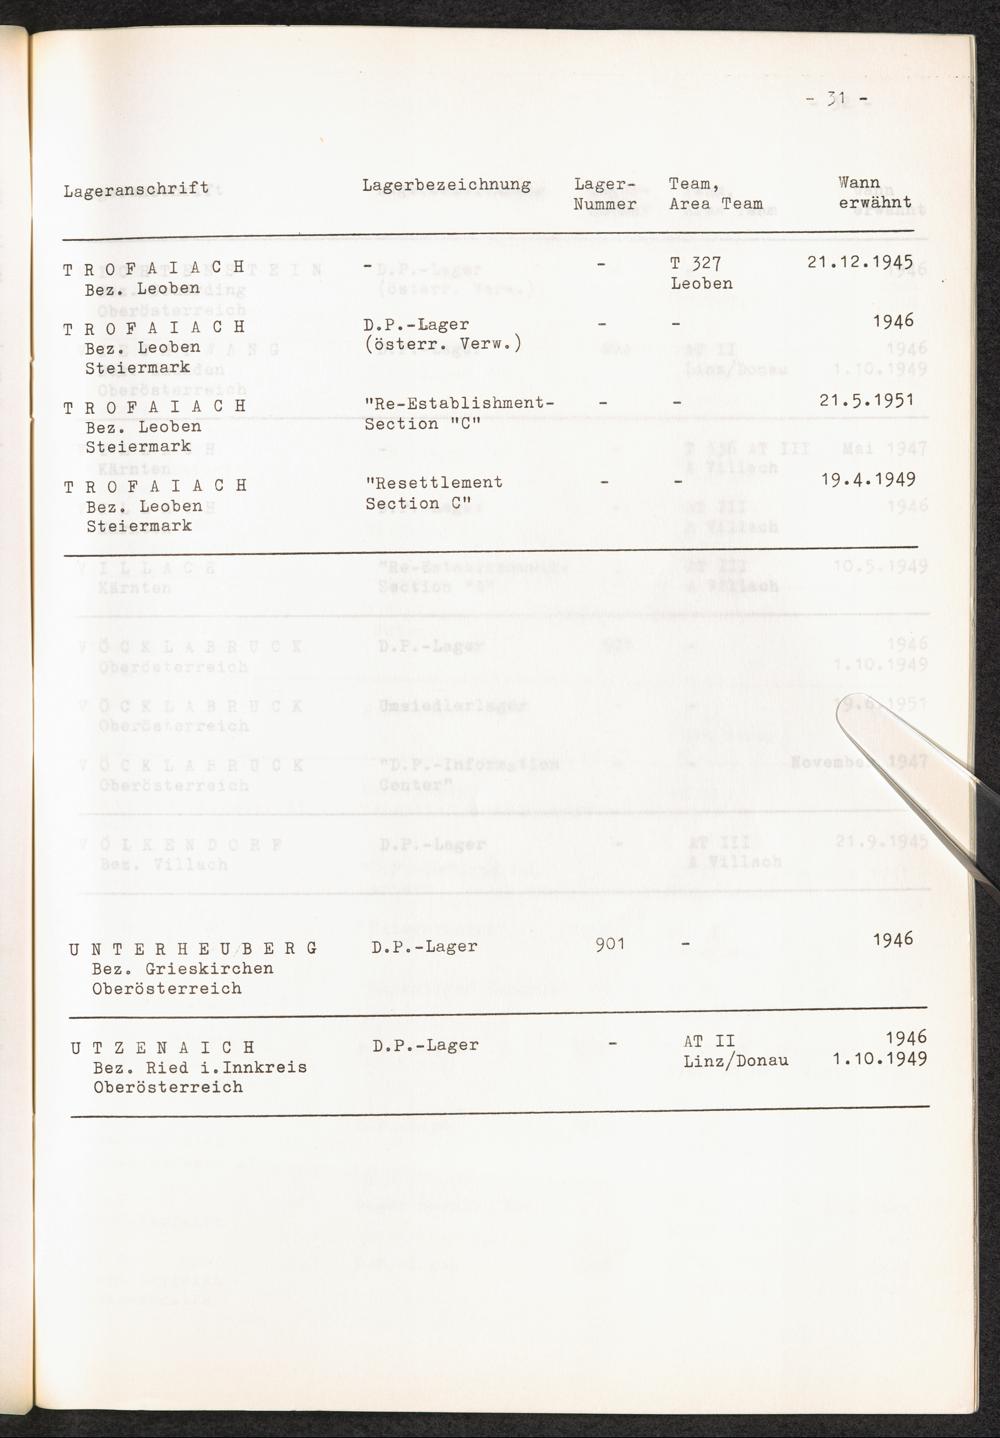 - 31 -
Lageranschrift Lagerbezeichnung Lager- Team, Wann
Nummer Area Team erwähnt
T R O F A I A C H - - T 327 21.12.1945
Bez. Leoben Leoben
T R O F A I A C H D.P.-Lager - - 1946
Bez. Leoben (österr. Verw.)
Steiermark
T R O F A I A C H "Re-Establishment- - - 21.5.1951
Bez. Leoben Section "C"
Steiermark
T R O F A I A C H "Resettlement - - 19.4.1949
Bez. Leoben Section C"
Steiermark
U N T E R H E U B E R G D.P.-Lager 901 - 1946
Bez. Grieskirchen
Oberösterreich
U T Z E N A I C H D.P.-Lager - AT II 1946
Bez. Ried i.Innkreis Linz/Donau 1.10.1949
Oberösterreich